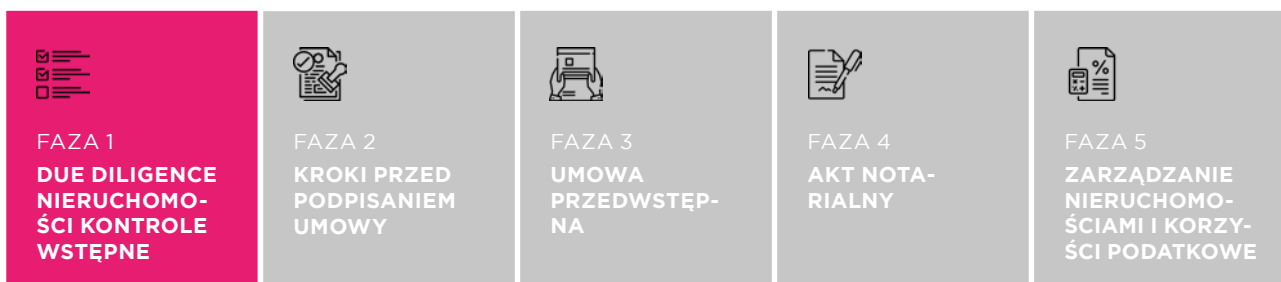 FAZA 1
DUE DILIGENCE
NIERUCHOMO-
ŚCI KONTROLE
WSTĘPNE
FAZA 2
KROKI PRZED
PODPISANIEM
UMOWY
FAZA 3
UMOWA
PRZEDWSTĘP-
NA
FAZA 4
AKT NOTA-
RIALNY
FAZA 5
ZARZĄDZANIE
NIERUCHOMO-
ŚCIAMI I KORZY-
ŚCI PODATKOWE